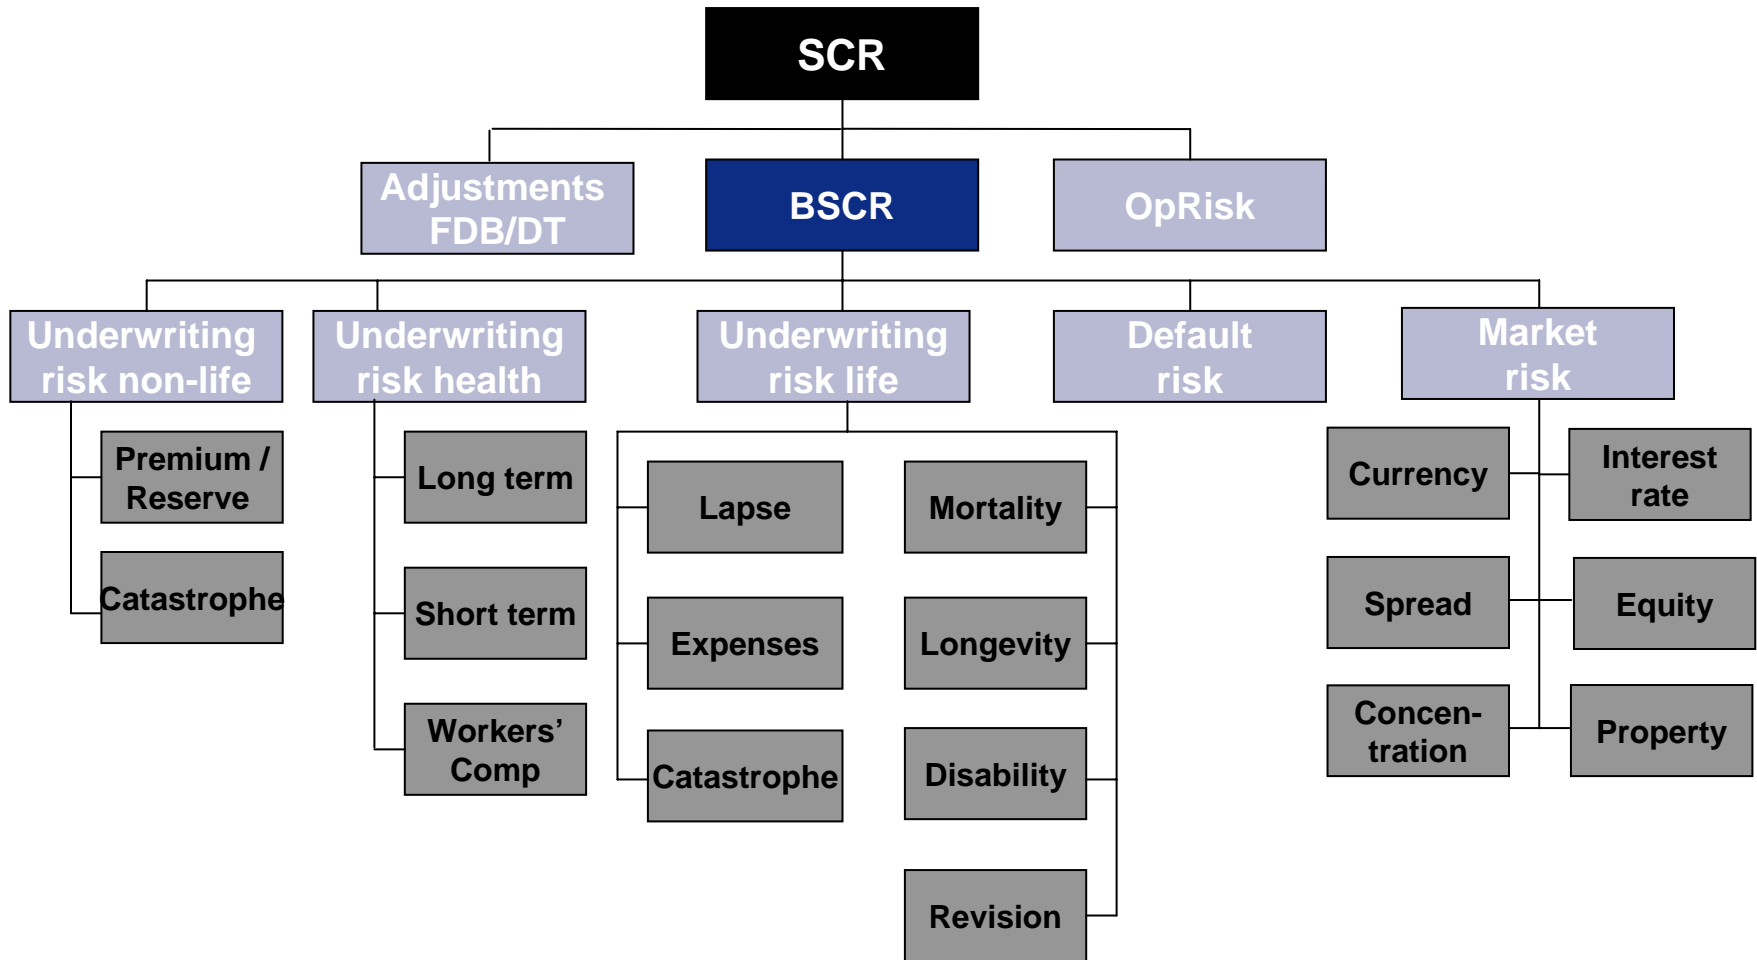 SCR
Adjustments
FDB/DT
BSCR
OpRisk
Underwriting
risk non-life
Underwriting
risk health
Underwriting
risk life
Default
risk
Market
risk
Premium /
Reserve
Catastrophe
Long term
Short term
Workers’
Comp
Lapse
Expenses
Catastrophe
Mortality
Longevity
Disability
Revision
Currency
Spread
Concen-
tration
Interest
rate
Equity
Property